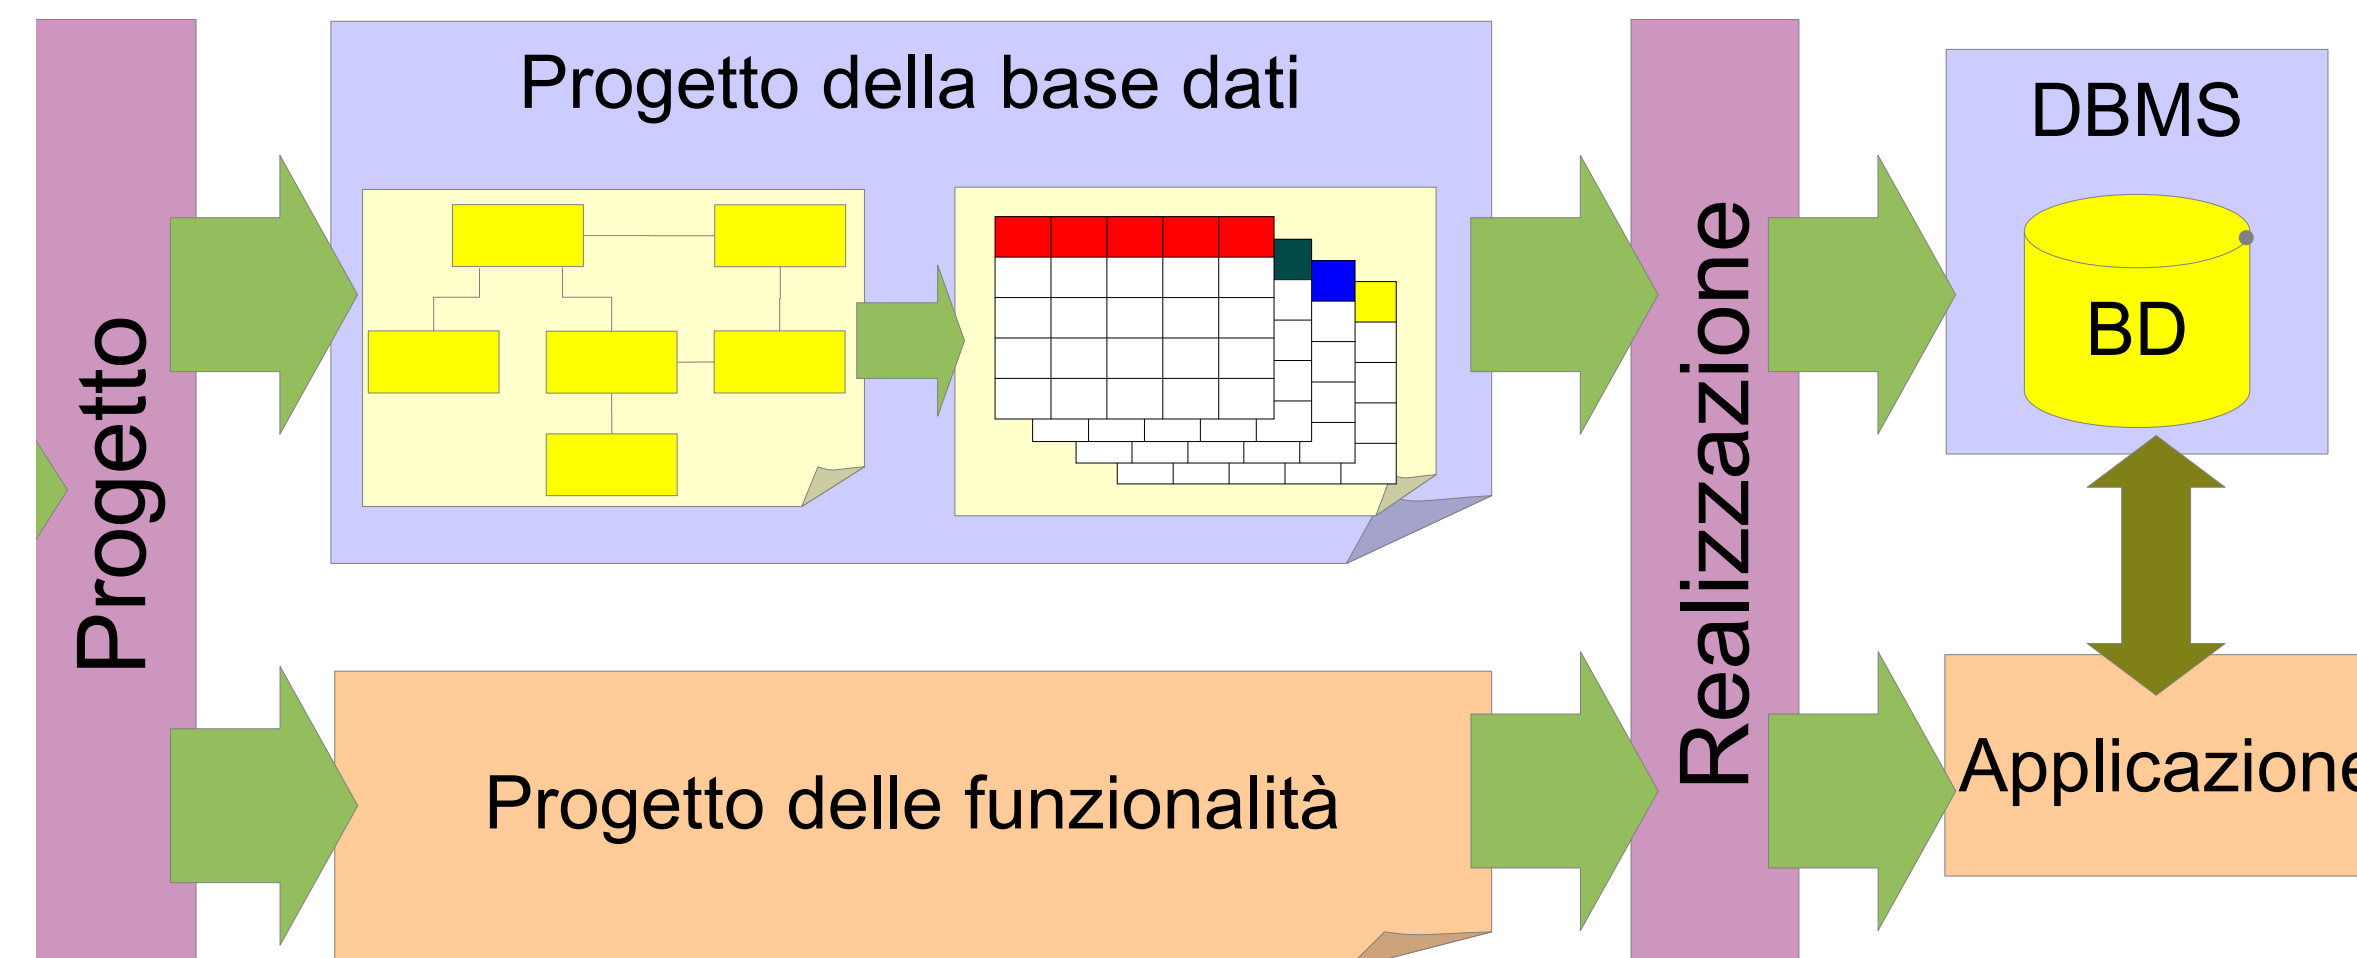 Progetto
Progetto della base dati
Realizzazione
DBMS
BD
Progetto delle funzionalità
Applicazione